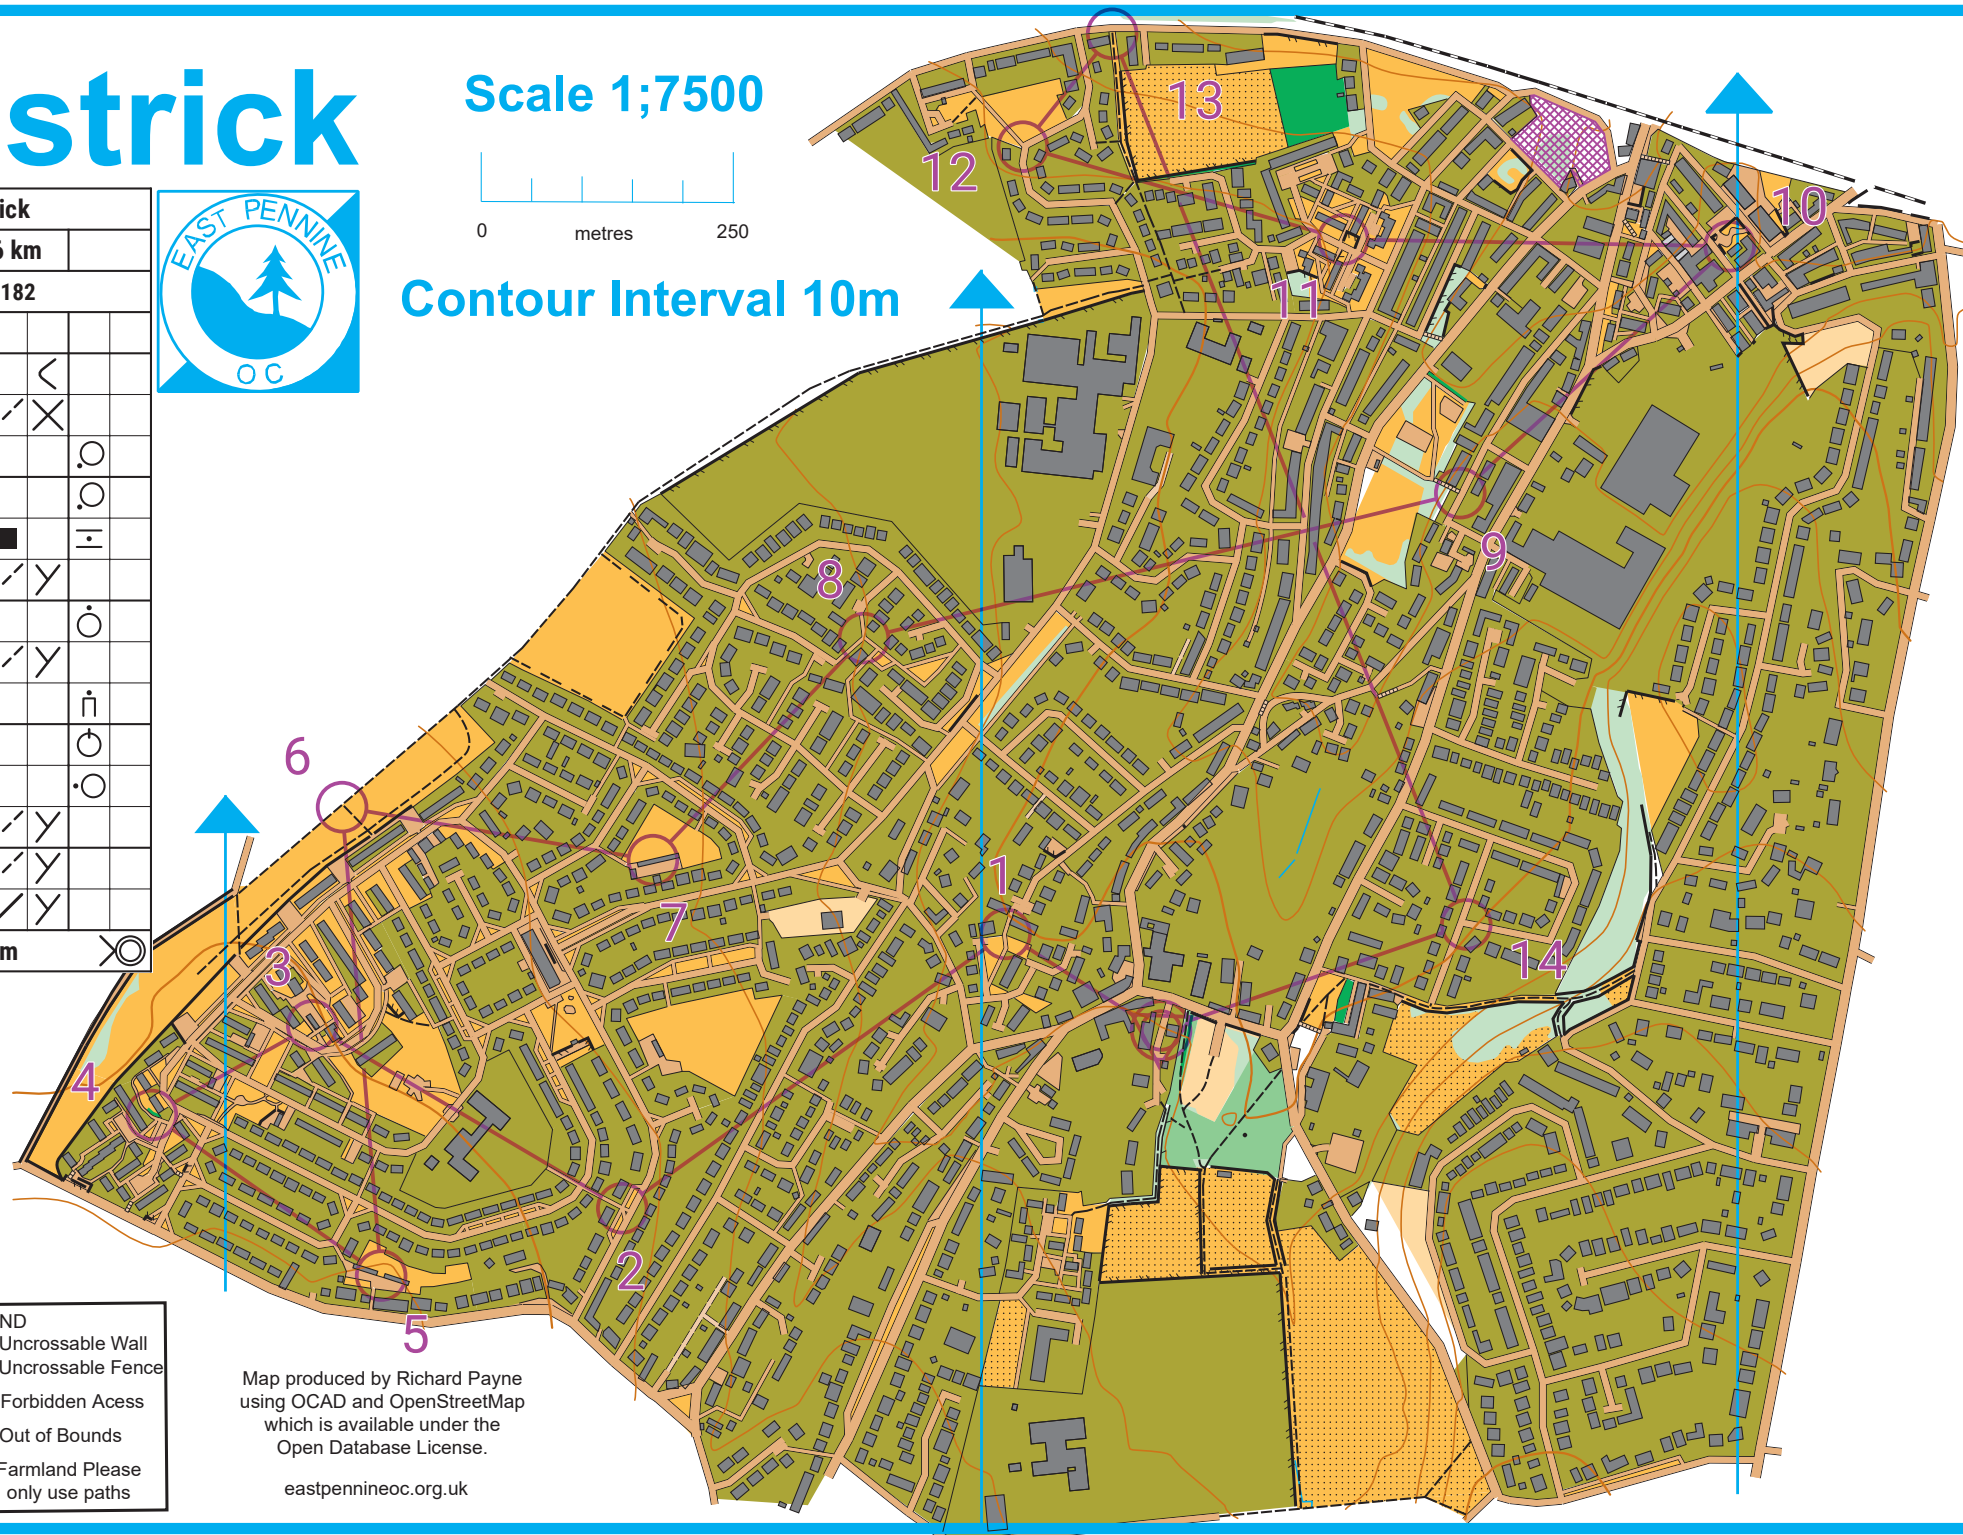 strick
Scale 1;7500
0 metres 250
Contour Interval 10m
EAST PENNINE
OC
ick
6 km
182
m
13
12
10
11
9
8
6
7
1
14
3
4
2
5
ND
Uncrossable Wall
Uncrossable Fence
Forbidden Acess
Out of Bounds
Farmland Please
only use paths
Map produced by Richard Payne
using OCAD and OpenStreetMap
which is available under the
Open Database License.
eastpennineoc.org.uk